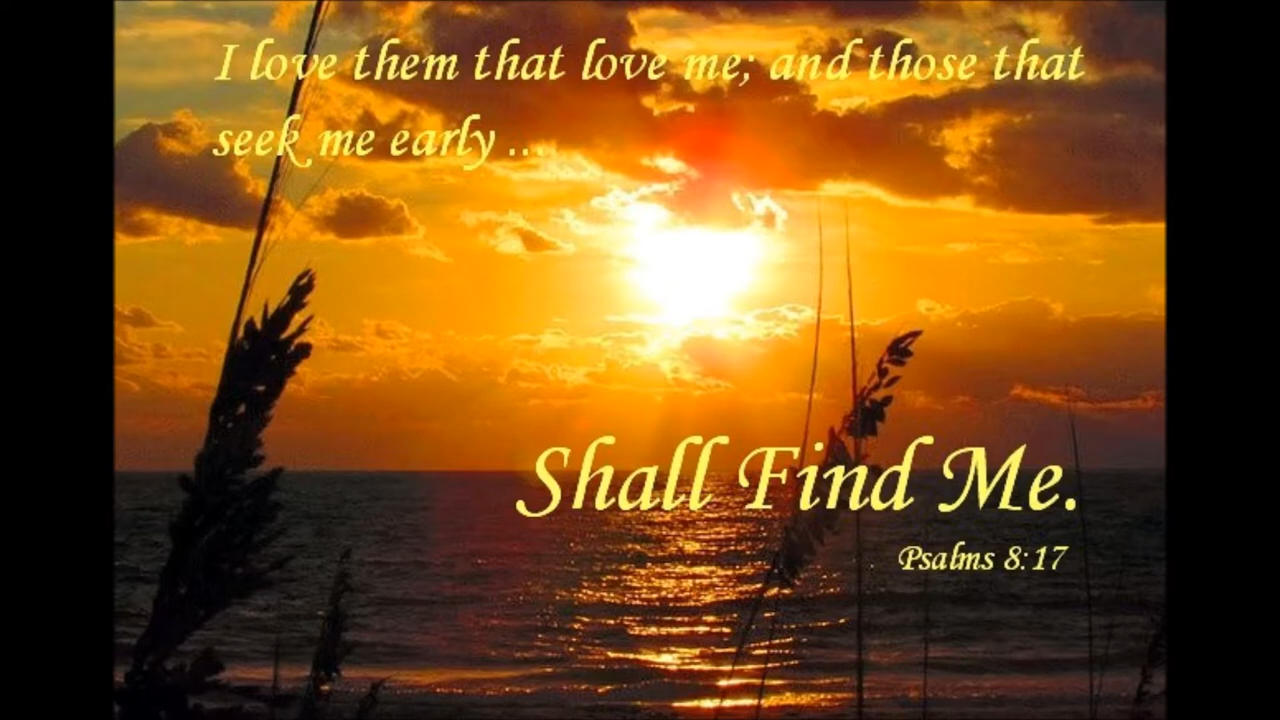 I love them that love me; and those that
seek me early ...
Shall Find Me.
Psalms 8:17